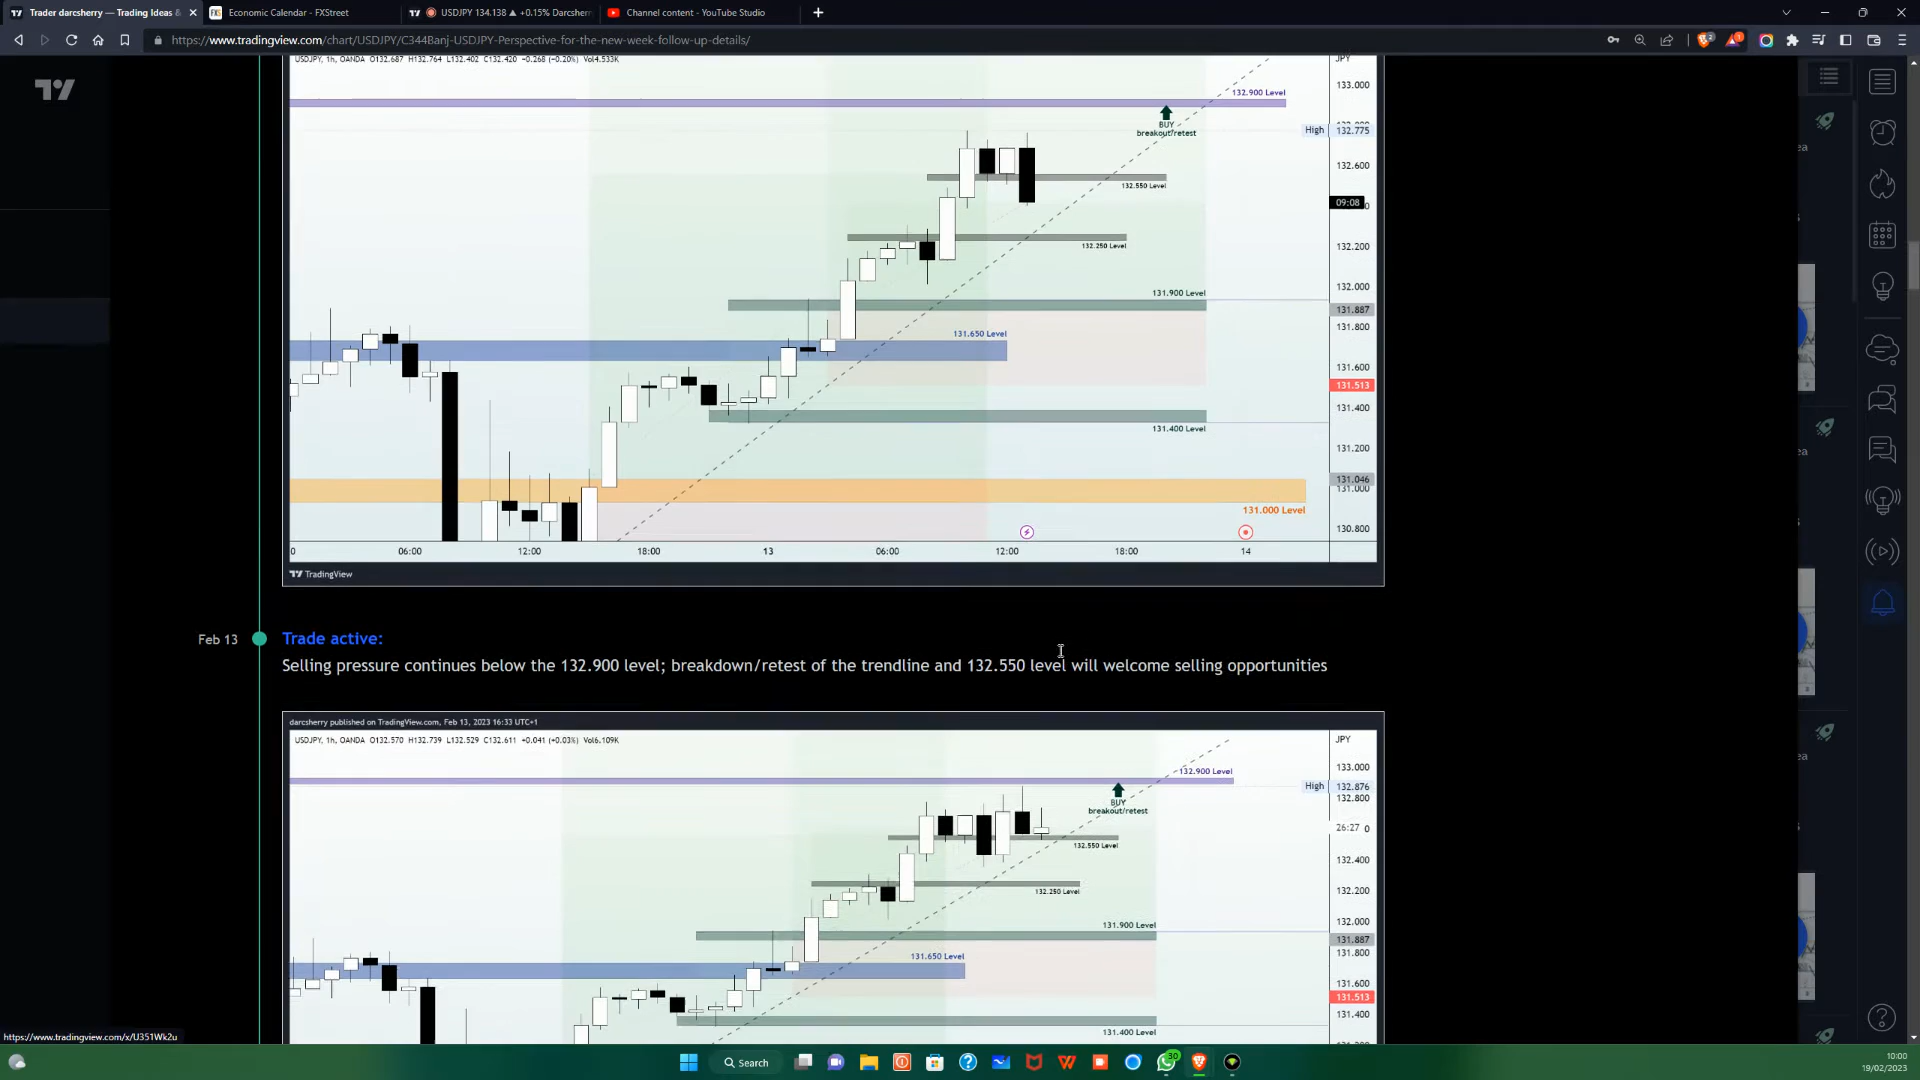 Trader darcsherry — Trading Ideas &
Economic Calendar - FXStreet
USDJPY 134.138 ▲ +0.15% Darcsherr
Channel content - YouTube Studio
https://www.tradingview.com/chart/USDJPY/C344Banj-USDJPY-Perspective-for-the-new-week-follow-up-details/
USDJPY, 1h, OANDA O132.687 H132.764 L132.402 C132.420 -0.268 (-0.20%) Vol4.533K
JPY
133.000
132.900 Level
BUY
breakout/retest
High 132.775
132.600
132.550 Level
09:08
132.250 Level
132.200
132.000
131.900 Level
131.887
131.800
131.650 Level
131.600
131.513
131.400
131.400 Level
131.200
131.046
131.000
131.000 Level
130.800
0 06:00 12:00 18:00 13 06:00 12:00 18:00 14
TradingView
Feb 13
Trade active:
Selling pressure continues below the 132.900 level; breakdown/retest of the trendline and 132.550 level will welcome selling opportunities
darcsherry published on TradingView.com, Feb 13, 2023 16:33 UTC+1
USDJPY, 1h, OANDA O132.570 H132.739 L132.529 C132.611 +0.041 (+0.03%) Vol6.109K
JPY
133.000
132.900 Level
High 132.876
BUY
breakout/retest
132.800
26:27
132.550 Level
132.400
132.250 Level
132.200
132.000
131.900 Level
131.887
131.800
131.650 Level
131.600
131.513
131.400
131.400 Level
https://www.tradingview.com/x/U351Wk2u
Search
30
10:00
19/02/2023